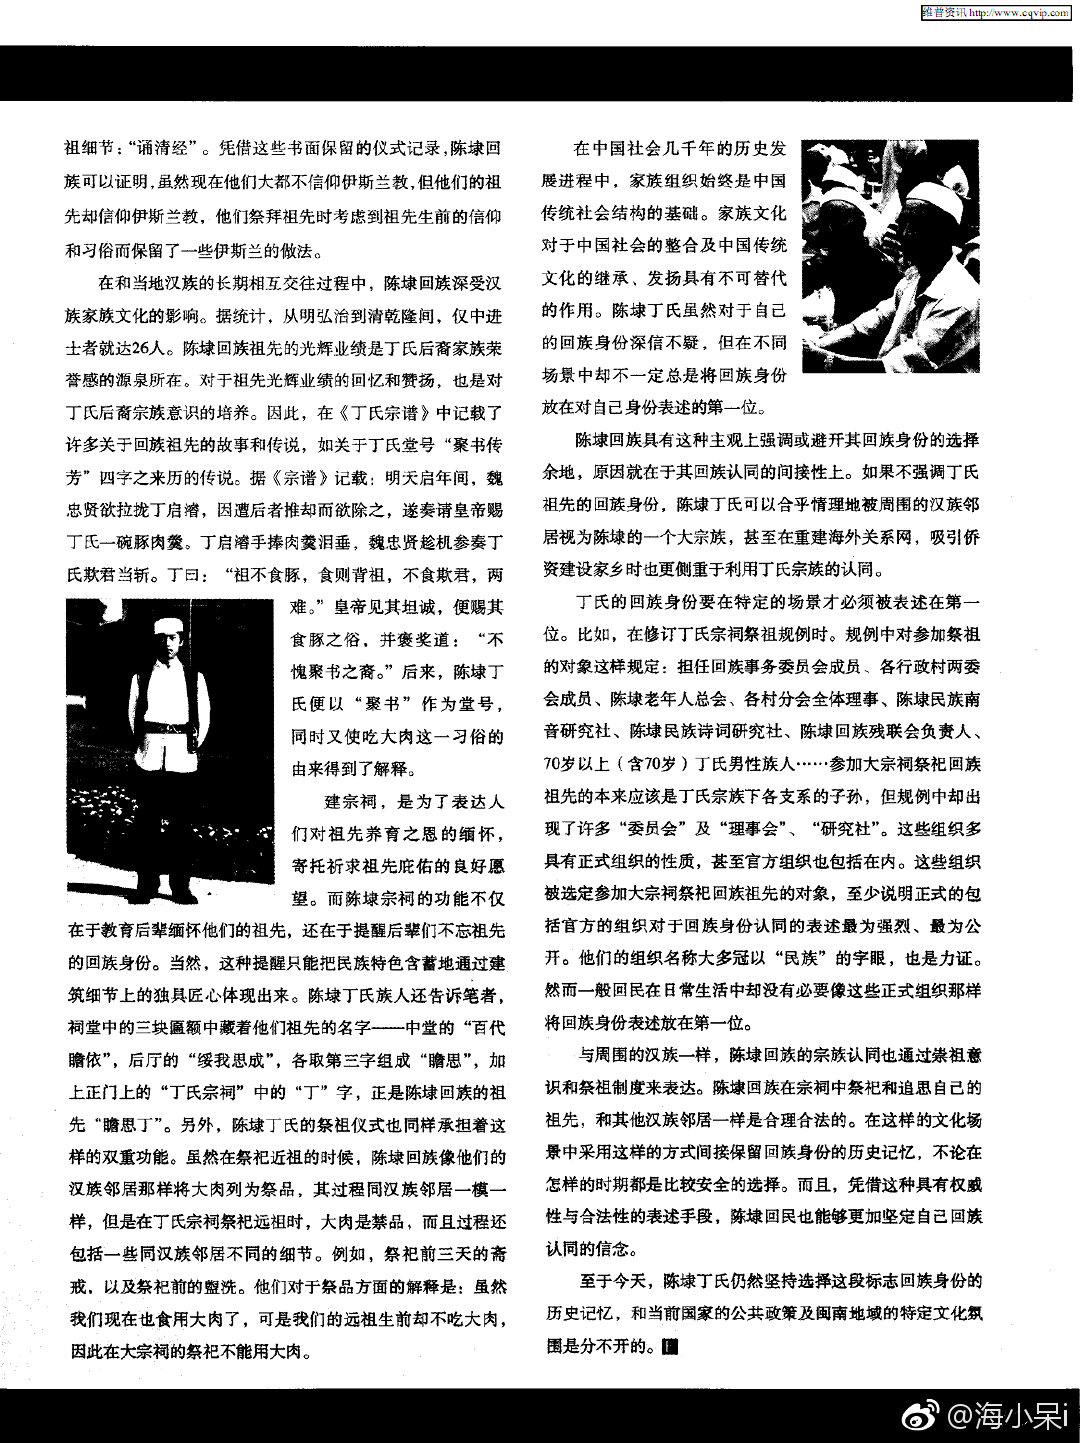 维普资讯 http://www.cqvip.com
祖细节：“诵清经”。凭借这些书面保留的仪式记录,陈埭回
族可以证明,虽然现在他们大都不信仰伊斯兰教,但他们的祖
先却信仰伊斯兰教，他们祭拜祖先时考虑到祖先生前的信仰
和习俗而保留了一些伊斯兰的做法。
在和当地汉族的长期相互交往过程中，陈埭回族深受汉
族家族文化的影响。据统计，从明弘治到清乾隆间，仅中进
士者就达26人。陈埭回族祖先的光辉业绩是丁氏后裔家族荣
誉感的源泉所在。对于祖先光辉业绩的回忆和赞扬，也是对
丁氏后裔宗族意识的培养。因此，在《丁氏宗谱》中记载了
许多关于回族祖先的故事和传说，如关于丁氏堂号“聚书传
芳”四字之来历的传说。据《宗谱》记载：明天启年间，魏
忠贤欲拉拢丁启濬，因遭后者推却而欲除之，遂奏请皇帝赐
丁氏一碗豚肉羹。丁启濬手捧肉羹泪垂，魏忠贤趁机参奏丁
氏欺君当斩。丁曰：“祖不食豚，食则背祖，不食欺君，两
难。”皇帝见其坦诚，便赐其
食豚之俗，并褒奖道：“不
愧聚书之裔。”后来，陈埭丁
氏便以“聚书”作为堂号，
同时又使吃大肉这一习俗的
由来得到了解释。
建宗祠，是为了表达人
们对祖先养育之恩的缅怀，
寄托祈求祖先庇佑的良好愿
望。而陈埭宗祠的功能不仅
在于教育后辈缅怀他们的祖先，还在于提醒后辈们不忘祖先
的回族身份。当然，这种提醒只能把民族特色含蓄地通过建
筑细节上的独具匠心体现出来。陈埭丁氏族人还告诉笔者，
祠堂中的三块匾额中藏着他们祖先的名字——中堂的“百代
瞻依”，后厅的“绥我思成”，各取第三字组成“瞻思”，加
上正门上的“丁氏宗祠”中的“丁”字，正是陈埭回族的祖
先“瞻思丁”。另外，陈埭丁氏的祭祖仪式也同样承担着这
样的双重功能。虽然在祭祀近祖的时候，陈埭回族像他们的
汉族邻居那样将大肉列为祭品，其过程同汉族邻居一模一
样，但是在丁氏宗祠祭祀远祖时，大肉是禁品，而且过程还
包括一些同汉族邻居不同的细节。例如，祭祀前三天的斋
戒，以及祭祀前的盥洗。他们对于祭品方面的解释是：虽然
我们现在也食用大肉了，可是我们的远祖生前却不吃大肉，
因此在大宗祠的祭祀不能用大肉。
在中国社会几千年的历史发
展进程中，家族组织始终是中国
传统社会结构的基础。家族文化
对于中国社会的整合及中国传统
文化的继承、发扬具有不可替代
的作用。陈埭丁氏虽然对于自己
的回族身份深信不疑，但在不同
场景中却不一定总是将回族身份
放在对自己身份表述的第一位。
陈埭回族具有这种主观上强调或避开其回族身份的选择
余地，原因就在于其回族认同的间接性上。如果不强调丁氏
祖先的回族身份，陈埭丁氏可以合乎情理地被周围的汉族邻
居视为陈埭的一个大宗族，甚至在重建海外关系网，吸引侨
资建设家乡时也更侧重于利用丁氏宗族的认同。
丁氏的回族身份要在特定的场景才必须被表述在第一
位。比如，在修订丁氏宗祠祭祖规例时。规例中对参加祭祖
的对象这样规定：担任回族事务委员会成员、各行政村两委
会成员、陈埭老年人总会、各村分会全体理事、陈埭民族南
音研究社、陈埭民族诗词研究社、陈埭回族残联会负责人、
70岁以上（含70岁）丁氏男性族人……参加大宗祠祭祀回族
祖先的本来应该是丁氏宗族下各支系的子孙，但规例中却出
现了许多“委员会”及“理事会”、“研究社”。这些组织多
具有正式组织的性质，甚至官方组织也包括在内。这些组织
被选定参加大宗祠祭祀回族祖先的对象，至少说明正式的包
括官方的组织对于回族身份认同的表述最为强烈、最为公
开。他们的组织名称大多冠以“民族”的字眼，也是力证。
然而一般回民在日常生活中却没有必要像这些正式组织那样
将回族身份表述放在第一位。
与周围的汉族一样，陈埭回族的宗族认同也通过崇祖意
识和祭祖制度来表达。陈埭回族在宗祠中祭祀和追思自己的
祖先，和其他汉族邻居一样是合理合法的。在这样的文化场
景中采用这样的方式间接保留回族身份的历史记忆，不论在
怎样的时期都是比较安全的选择。而且，凭借这种具有权威
性与合法性的表述手段，陈埭回民也能够更加坚定自己回族
认同的信念。
至于今天，陈埭丁氏仍然坚持选择这段标志回族身份的
历史记忆，和当前国家的公共政策及闽南地域的特定文化氛
围是分不开的。
@海小呆i